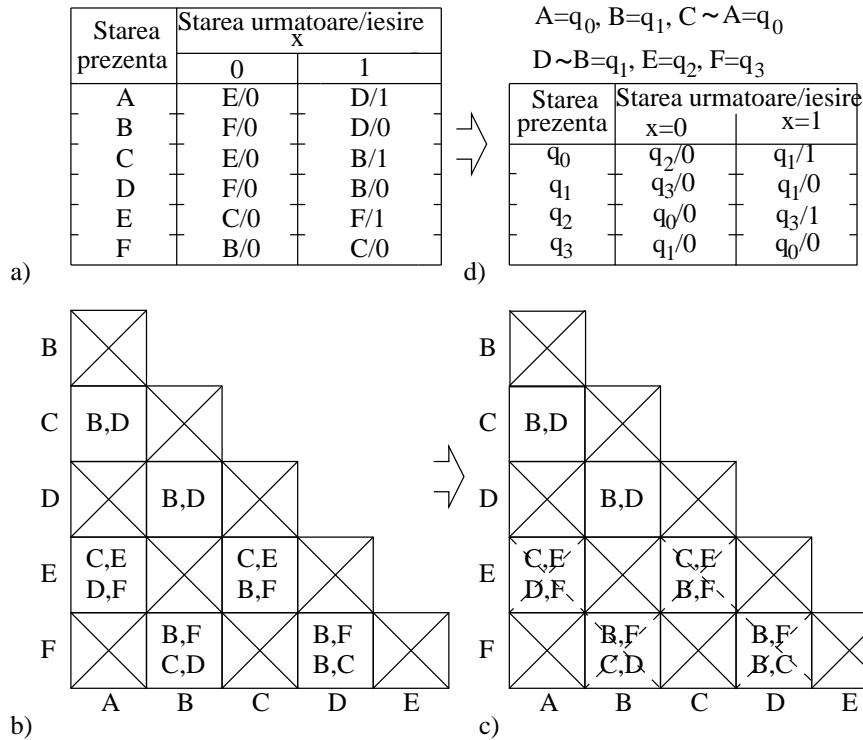 Starea prezenta Starea urmatoare/iesire
x
0 1
A E/0 D/1
B F/0 D/0
C E/0 B/1
D F/0 B/0
E C/0 F/1
F B/0 C/0
a)
A=q0, B=q1, C~A=q0
D~B=q1, E=q2, F=q3
Starea prezenta Starea urmatoare/iesire
x=0 x=1
q0 q2/0 q1/1
q1 q3/0 q1/0
q2 q0/0 q3/1
q3 q1/0 q0/0
d)
B
C B,D
D B,D
E C,E C,E
D,F B,F
F B,F B,F
C,D B,C
A B C D E
b)
B
C B,D
D B,D
E C,E C,E
D,F B,F
F B,F B,F
C,D B,C
A B C D E
c)